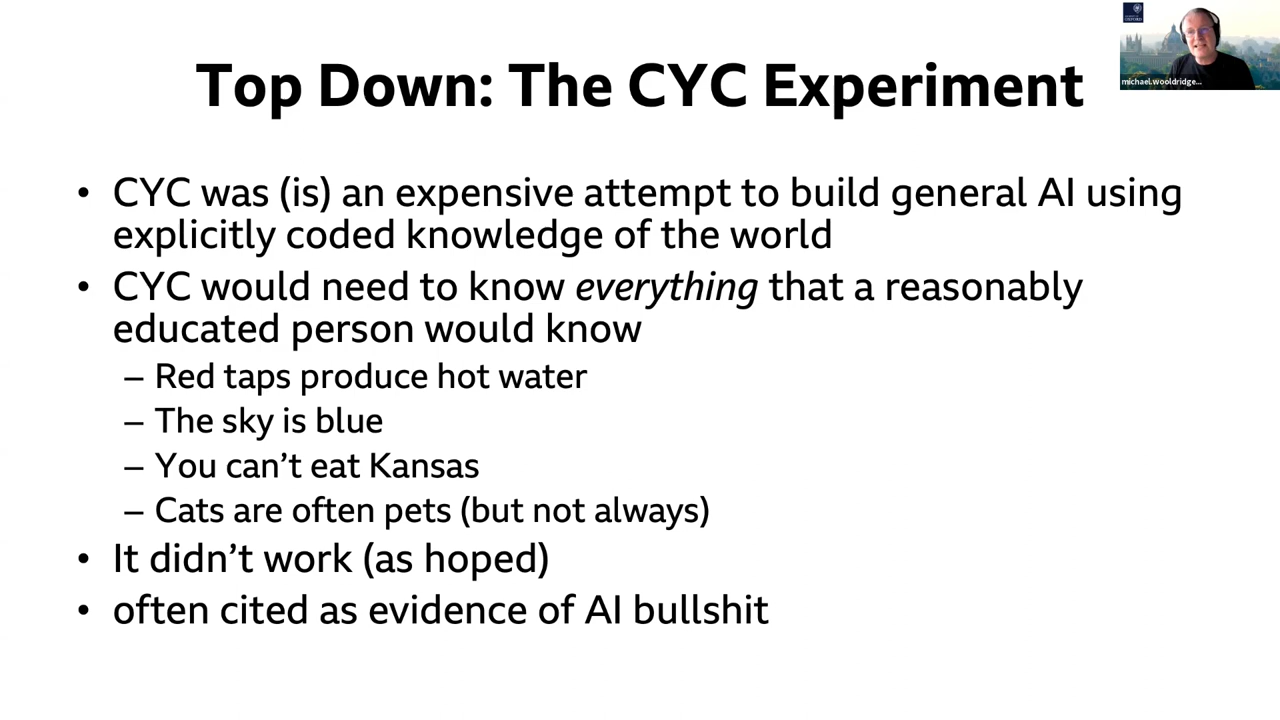 Top Down: The CYC Experiment
• CYC was (is) an expensive attempt to build general AI using
explicitly coded knowledge of the world
• CYC would need to know everything that a reasonably
educated person would know
– Red taps produce hot water
– The sky is blue
– You can't eat Kansas
– Cats are often pets (but not always)
• It didn't work (as hoped)
• often cited as evidence of AI bullshit
OXFORD
michael.wooldridge...